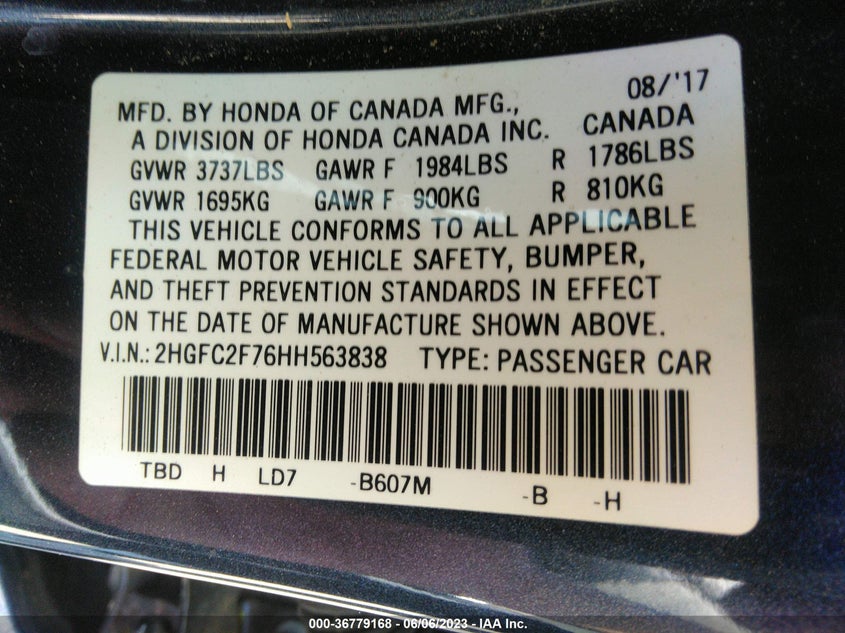 08/'17
MFD. BY HONDA OF CANADA MFG., CANADA
A DIVISION OF HONDA CANADA INC.
GVWR 3737LBS GAWR F 1984LBS R 1786LBS
GVWR 1695KG GAWR F 900KG R 810KG
THIS VEHICLE CONFORMS TO ALL APPLICABLE
FEDERAL MOTOR VEHICLE SAFETY, BUMPER,
AND THEFT PREVENTION STANDARDS IN EFFECT
ON THE DATE OF MANUFACTURE SHOWN ABOVE.
V.I.N.: 2HGFC2F76HH563838 TYPE: PASSENGER CAR
TBD H LD7 -B607M -B -H
000-36779168 - 06/06/2023 - IAA Inc.